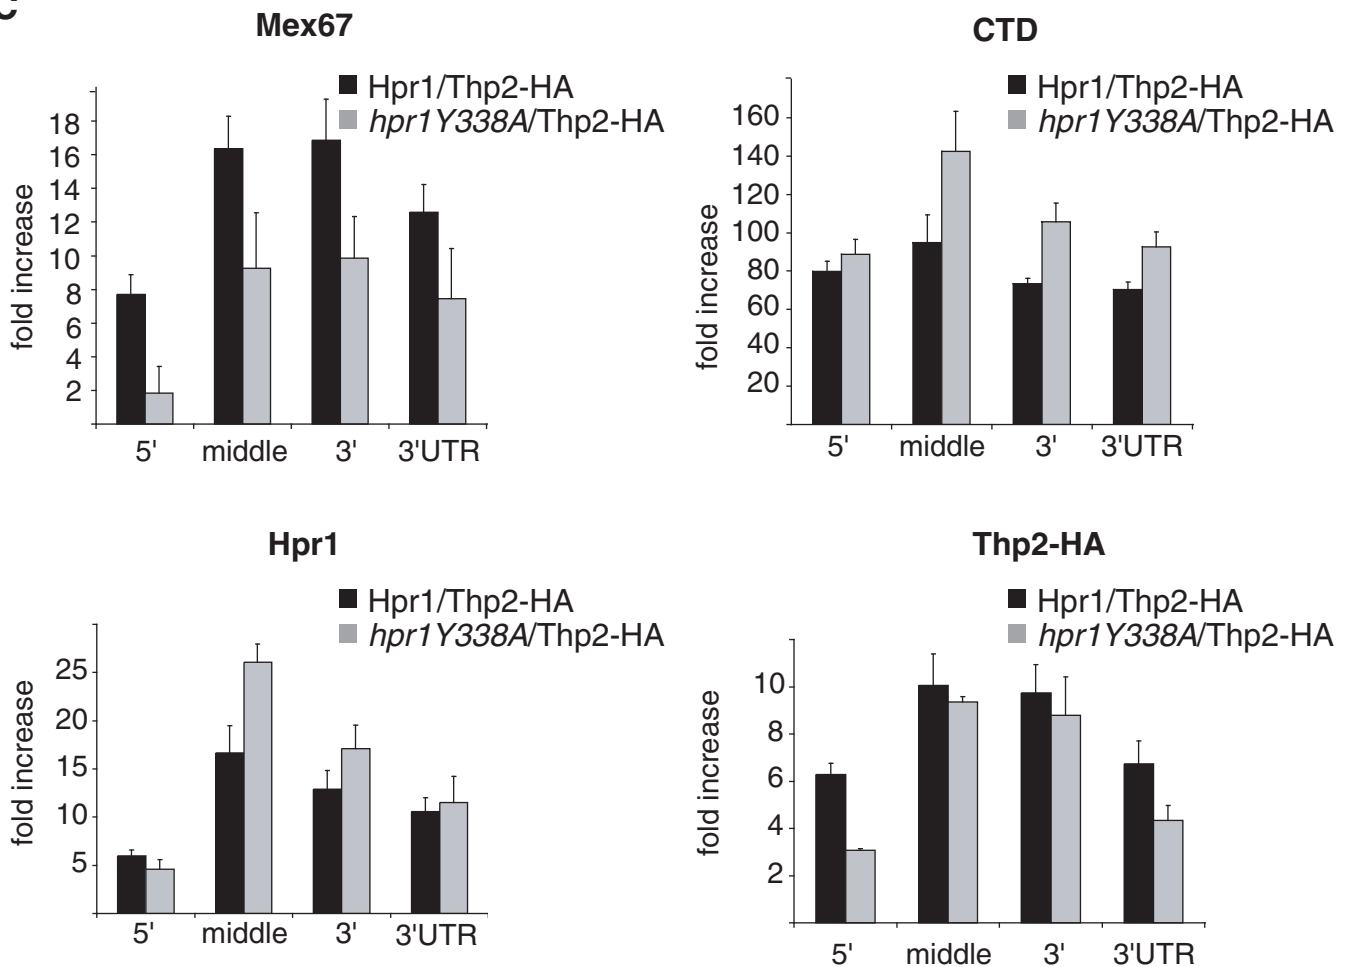 Mex67
Hpr1/Thp2-HA
hpr1Y338A/Thp2-HA
fold increase
18
16
14
12
10
8
6
4
2
5' middle 3' 3'UTR
CTD
Hpr1/Thp2-HA
hpr1Y338A/Thp2-HA
fold increase
160
140
120
100
80
60
40
20
5' middle 3' 3'UTR
Hpr1
Hpr1/Thp2-HA
hpr1Y338A/Thp2-HA
fold increase
25
20
15
10
5
5' middle 3' 3'UTR
Thp2-HA
Hpr1/Thp2-HA
hpr1Y338A/Thp2-HA
fold increase
10
8
6
4
2
5' middle 3' 3'UTR